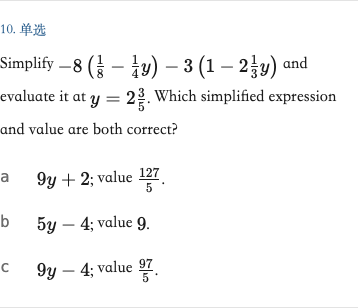 10. 单选
Simplify −8(1/8 − 1/4y) − 3(1 − 2 1/3y) and
evaluate it at y = 2 3/5. Which simplified expression
and value are both correct?
a 9y + 2; value 127/5.
b 5y − 4; value 9.
c 9y − 4; value 97/5.